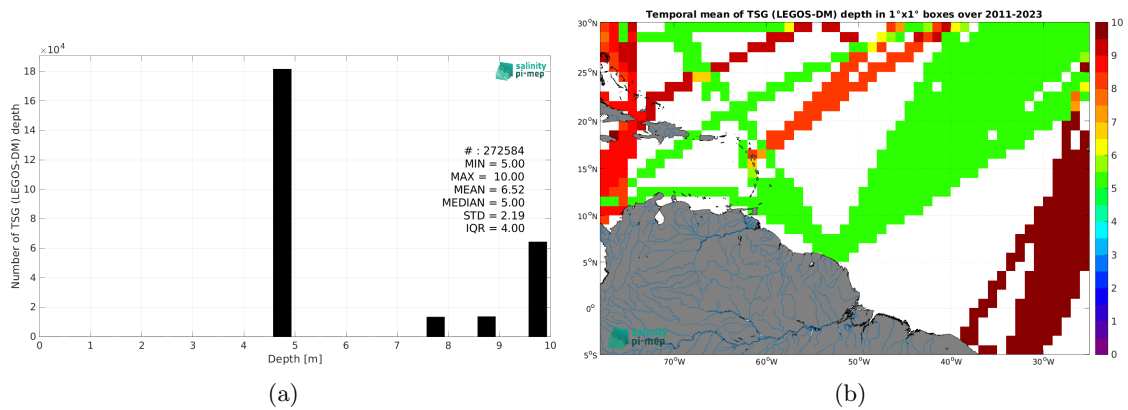 ×10⁴
18
16
14
12
10
8
6
4
2
0
Number of TSG (LEGOS-DM) depth
salinity
pi-mep
# : 272584
MIN = 5.00
MAX = 10.00
MEAN = 6.52
MEDIAN = 5.00
STD = 2.19
IQR = 4.00
0 1 2 3 4 5 6 7 8 9 10
Depth [m]
(a)
Temporal mean of TSG (LEGOS-DM) depth in 1°x1° boxes over 2011-2023
30°N
25°N
20°N
15°N
10°N
5°N
0°
5°S
salinity
pi-mep
70°W 60°W 50°W 40°W 30°W
10
9
8
7
6
5
4
3
2
1
0
(b)